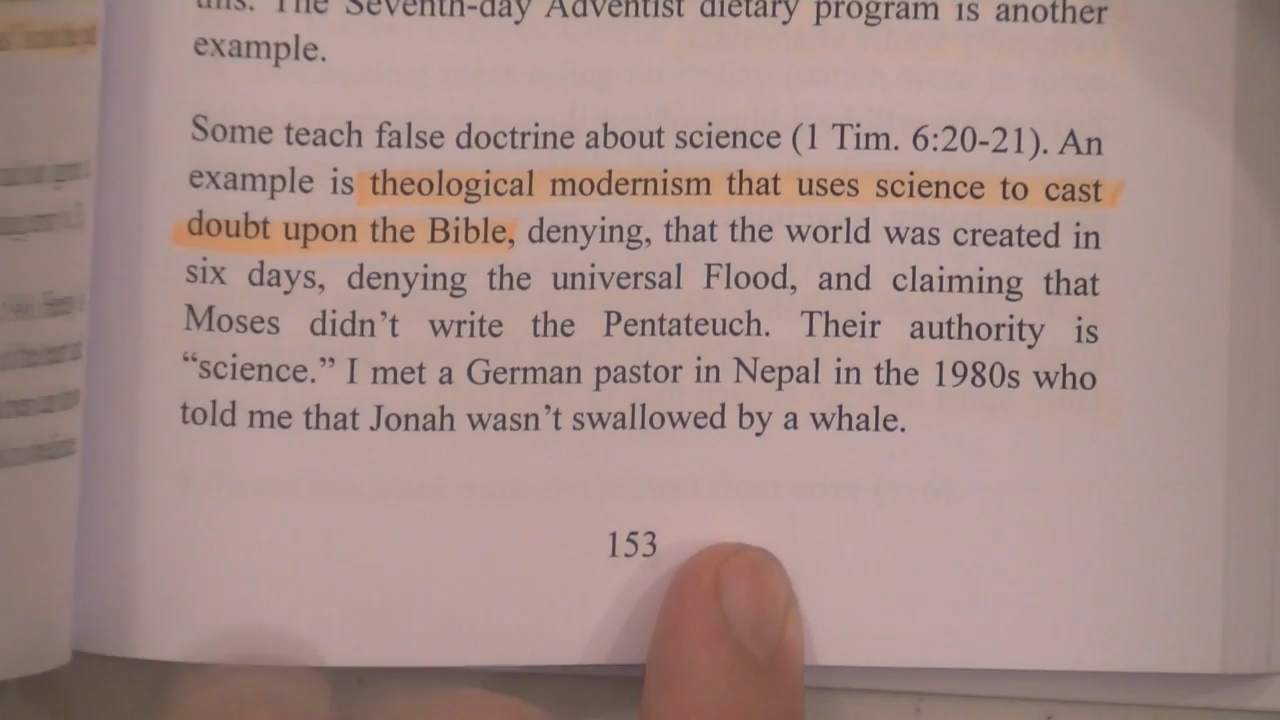 this. The Seventh-day Adventist dietary program is another
example.
Some teach false doctrine about science (1 Tim. 6:20-21). An
example is theological modernism that uses science to cast
doubt upon the Bible, denying, that the world was created in
six days, denying the universal Flood, and claiming that
Moses didn’t write the Pentateuch. Their authority is
“science.” I met a German pastor in Nepal in the 1980s who
told me that Jonah wasn’t swallowed by a whale.
153